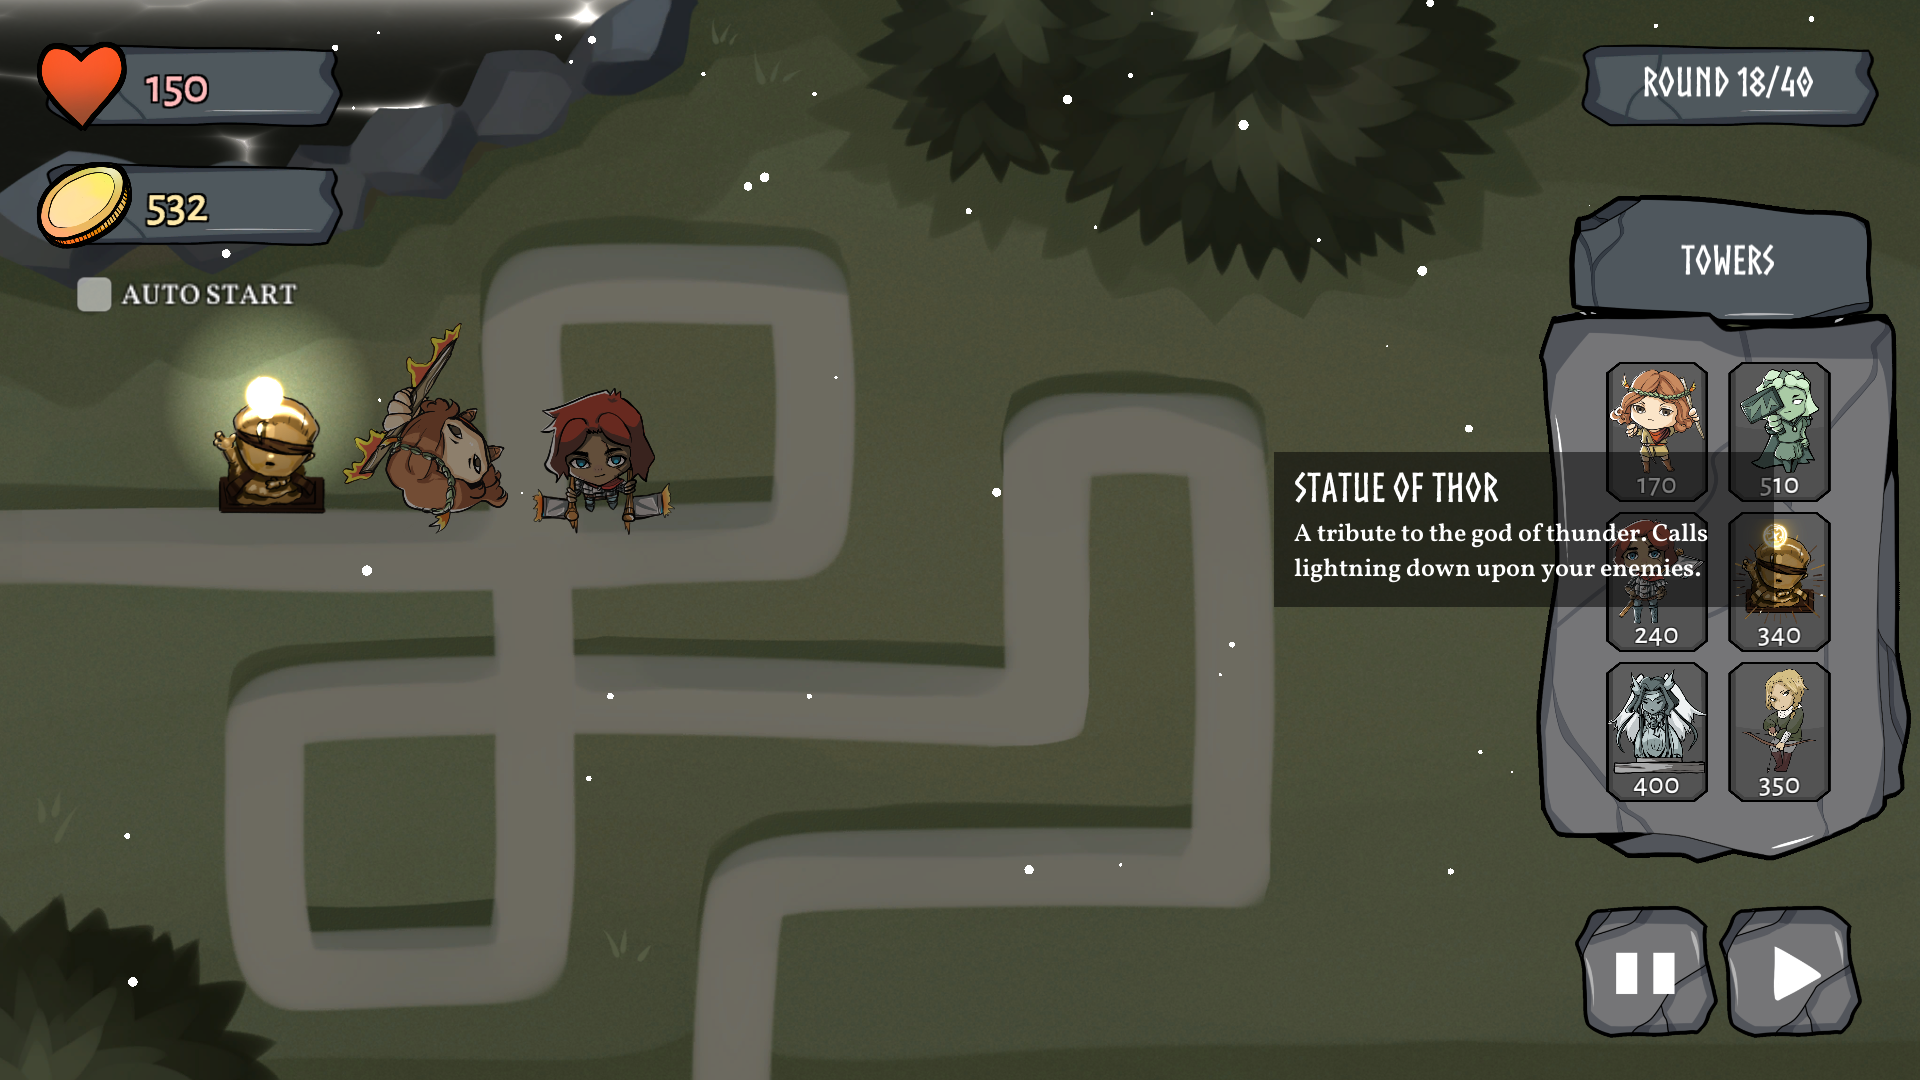 150
532
AUTO START
ROUND 18/40
TOWERS
170
510
STATUE OF THOR
A tribute to the god of thunder. Calls
lightning down upon your enemies.
240
340
400
350